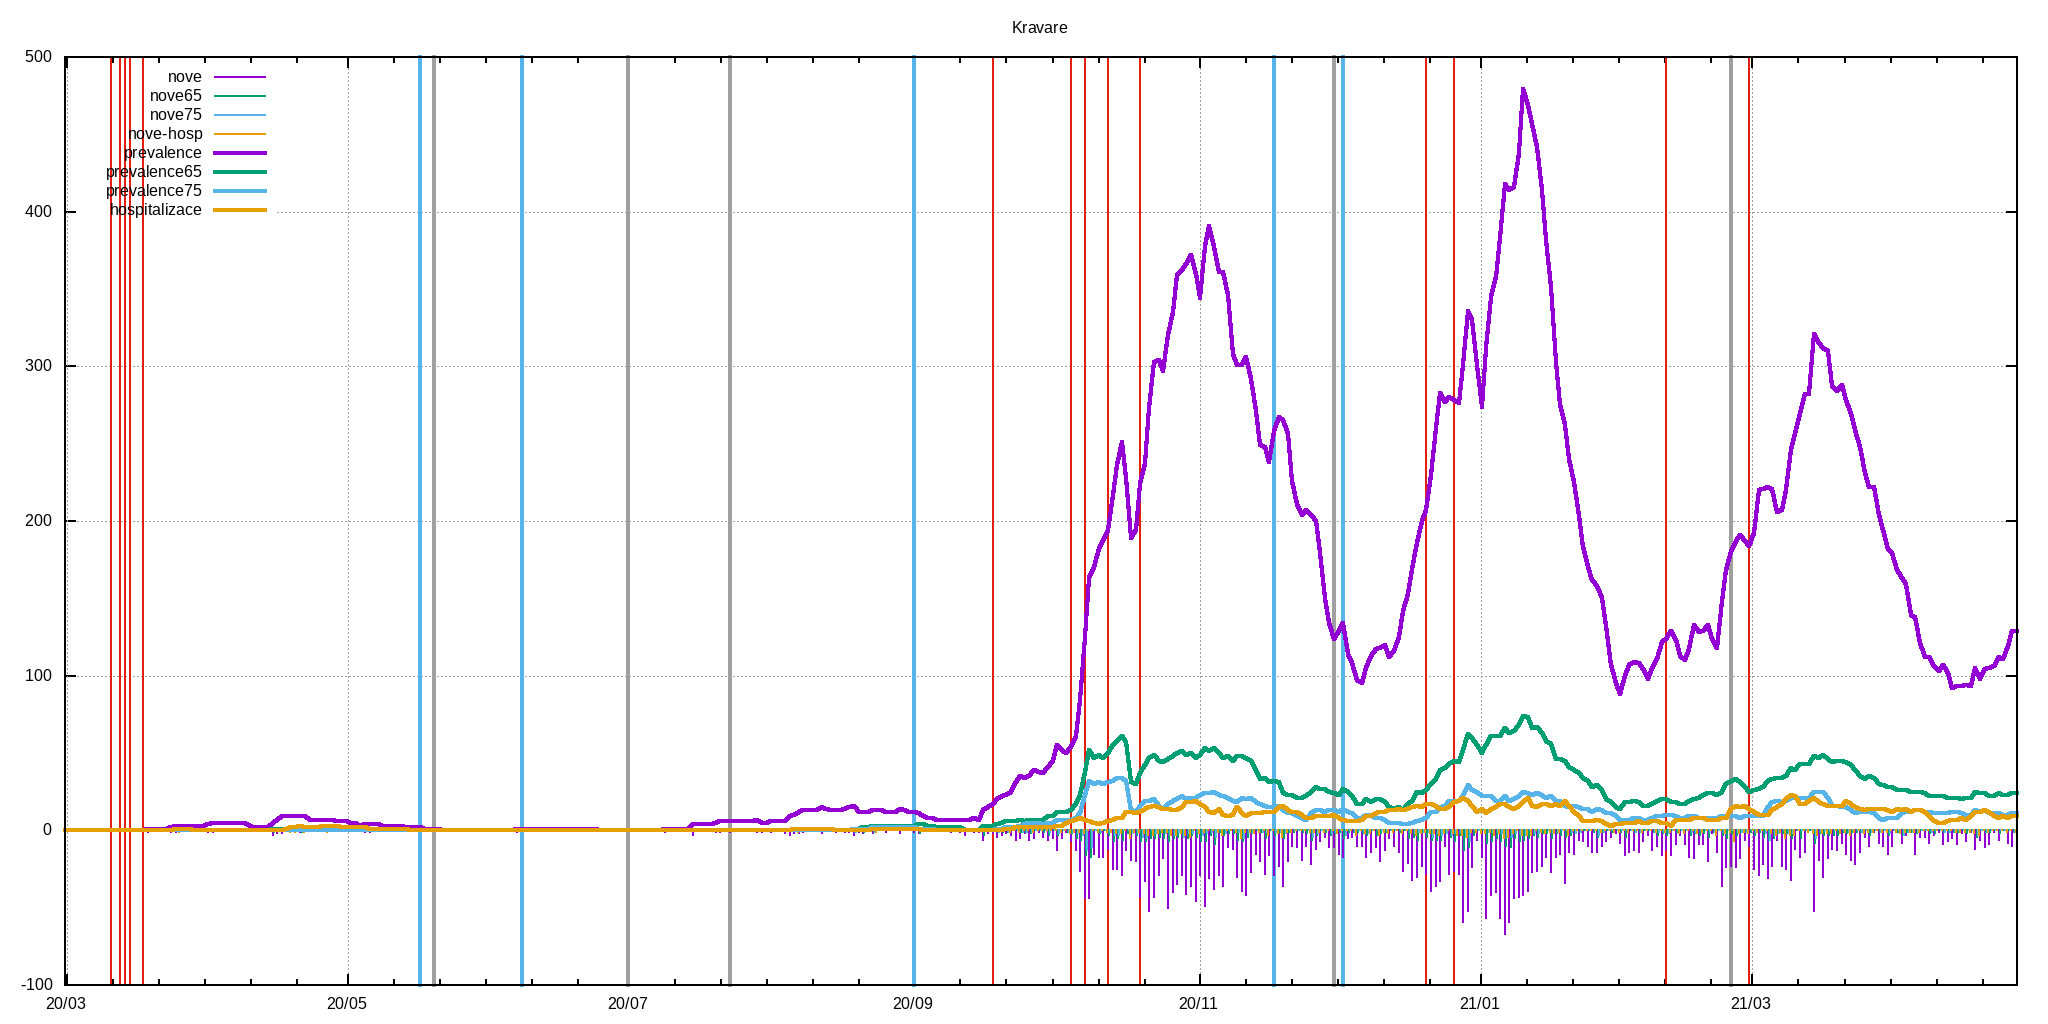 Kravare
500
400
300
200
100
0
-100
nove
nove65
nove75
nove-hosp
prevalence
prevalence65
prevalence75
hospitalizace
20/03 20/05 20/07 20/09 20/11 21/01 21/03